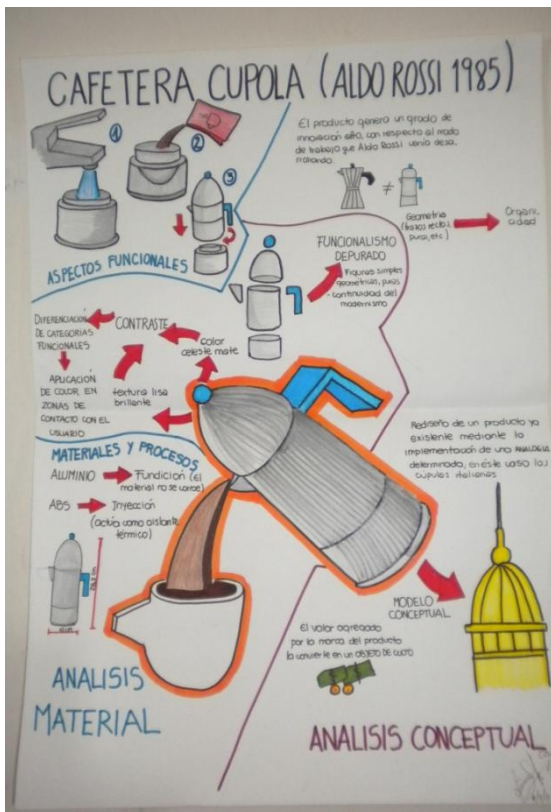 CAFETERA CUPOLA (ALDO ROSSI 1985)
1
2
3
ASPECTOS FUNCIONALES
El producto genera un grado de
innovación alto, con respecto al modo
de trabajo que Aldo Rossi venía desa-
rrollando.
≠
Geometría
(trazos rectos,
puros, etc)
Organi-
cidad
FUNCIONALISMO
DEPURADO
Figuras simples
geométricas, puras
- continuidad del
modernismo
DIFERENCIACIÓN
DE CATEGORÍAS
FUNCIONALES
CONTRASTE
color
celeste mate
APLICACIÓN
DE COLOR EN
ZONAS DE
CONTACTO CON EL
USUARIO
textura lisa
brillante
MATERIALES Y PROCESOS
ALUMINIO
Fundición (El
material no se corroe)
ABS
Inyección
(actúa como aislante
térmico)
Rediseño de un producto ya
existente mediante la
implementación de una ANALOGÍA
determinada, en este caso las
cúpulas italianas
MODELO
CONCEPTUAL
El valor agregado
por la marca del producto
la convierte en un OBJETO DE CULTO
ANALISIS
MATERIAL
ANALISIS CONCEPTUAL